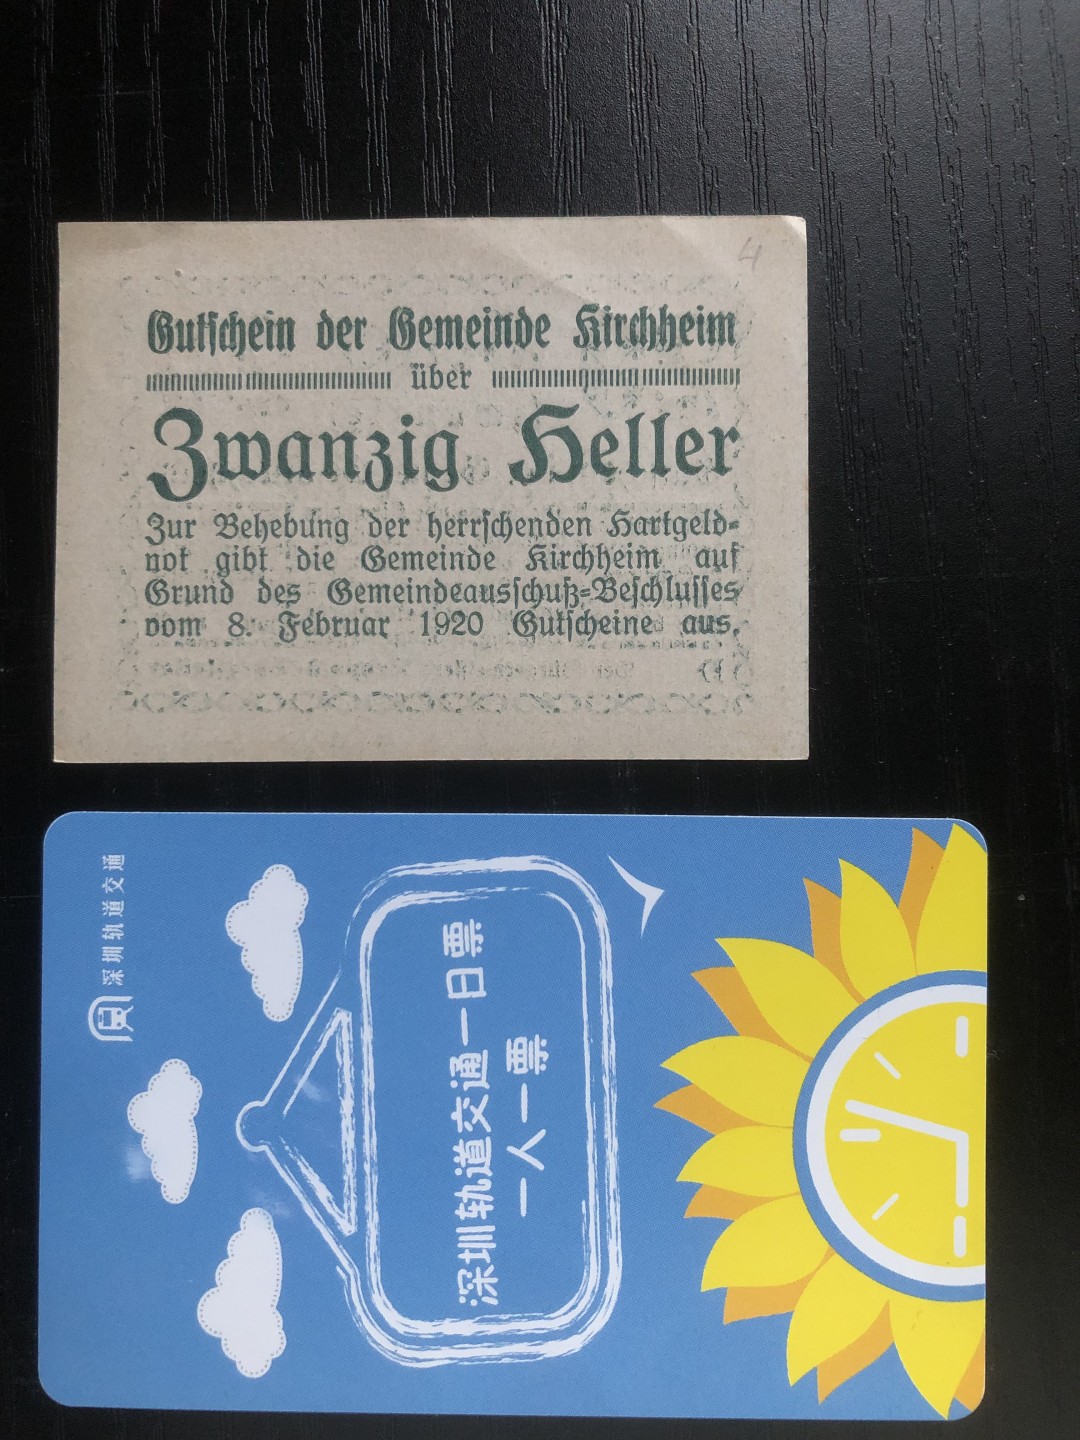 4
Gutschein der Gemeinde Kirchheim
über
Zwanzig Heller
Zur Behebung der herrschenden Hartgeld-
not gibt die Gemeinde Kirchheim auf
Grund des Gemeindeausschuß-Beschlusses
vom 8. Februar 1920 Gutscheine aus.
深圳轨道交通
深圳轨道交通一日票
一人一票